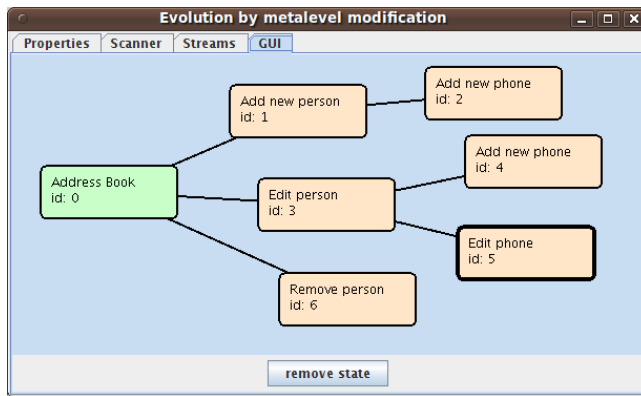 Evolution by metalevel modification
Properties Scanner Streams GUI
Add new person
id: 1
Add new phone
id: 2
Address Book
id: 0
Edit person
id: 3
Add new phone
id: 4
Edit phone
id: 5
Remove person
id: 6
remove state